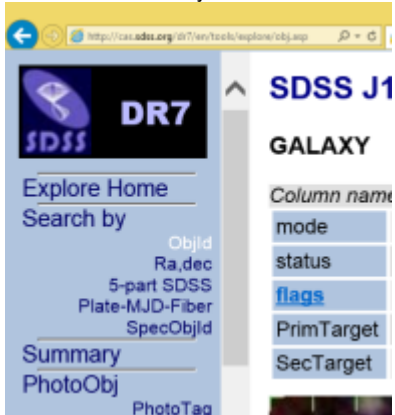 http://cas.sdss.org/dr7/en/tools/explore/obj.asp
SDSS
DR7
Explore Home
Search by
ObjId
Ra,dec
5-part SDSS
Plate-MJD-Fiber
SpecObjId
Summary
PhotoObj
PhotoTag
SDSS J1
GALAXY
Column name
mode
status
flags
PrimTarget
SecTarget